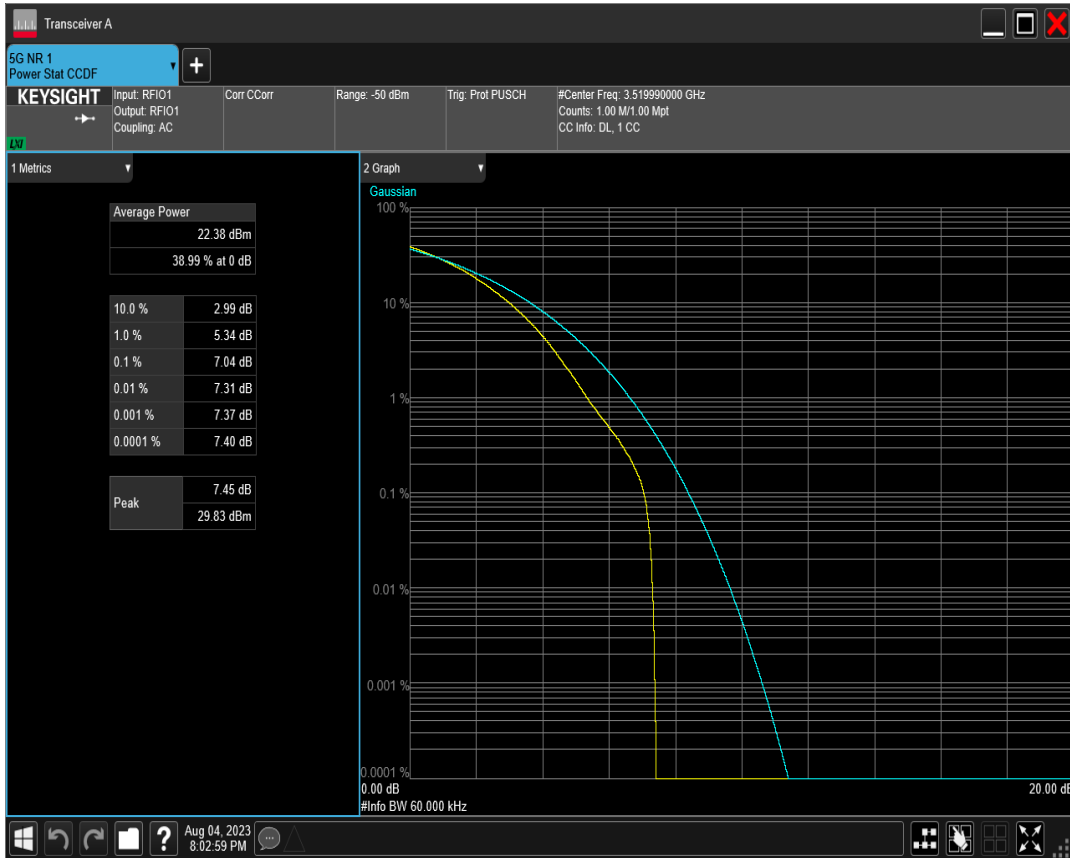 Transceiver A
5G NR 1
Power Stat CCDF
KEYSIGHT
LXI
Input: RFIO1
Output: RFIO1
Coupling: AC
Corr CCorr
Range: -50 dBm
Trig: Prot PUSCH
#Center Freq: 3.519990000 GHz
Counts: 1.00 M/1.00 Mpt
CC Info: DL, 1 CC
1 Metrics
Average Power
22.38 dBm
38.99 % at 0 dB
10.0 % 2.99 dB
1.0 % 5.34 dB
0.1 % 7.04 dB
0.01 % 7.31 dB
0.001 % 7.37 dB
0.0001 % 7.40 dB
Peak
7.45 dB
29.83 dBm
2 Graph
Gaussian
100 %
10 %
1 %
0.1 %
0.01 %
0.001 %
0.0001 %
0.00 dB
20.00 dB
#Info BW 60.000 kHz
?
Aug 04, 2023
8:02:59 PM